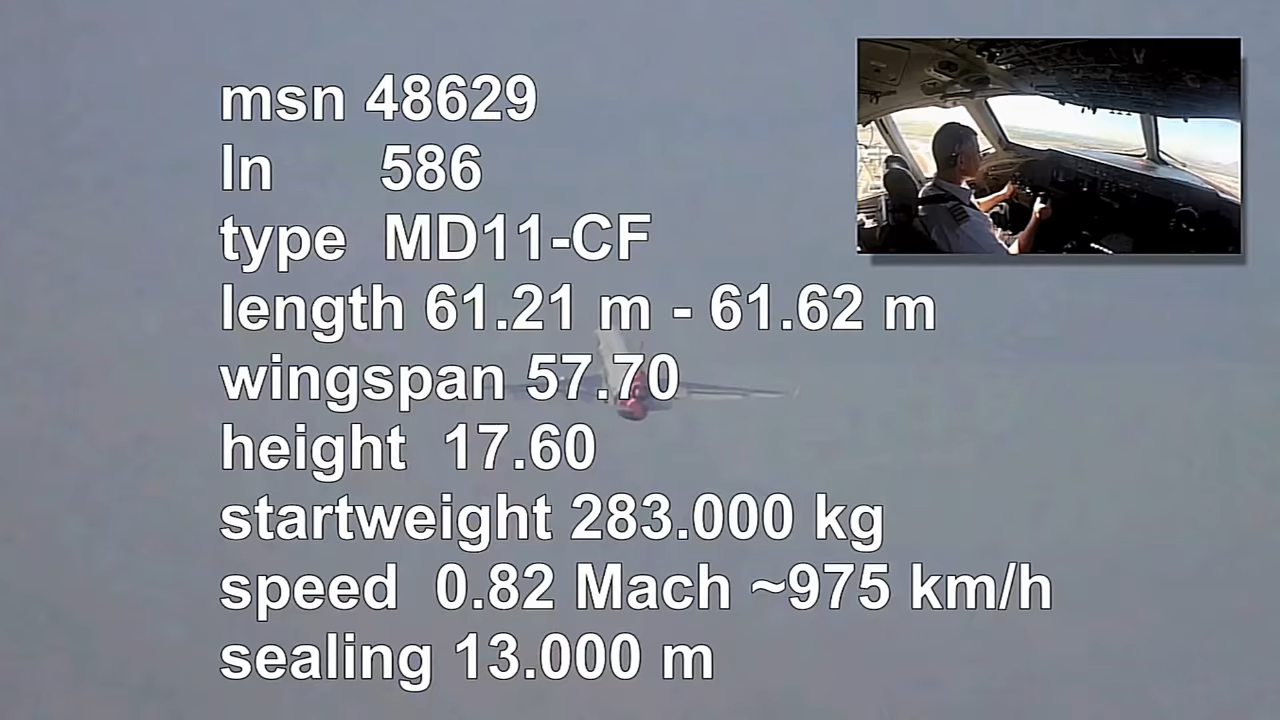 msn 48629
ln 586
type MD11-CF
length 61.21 m - 61.62 m
wingspan 57.70
height 17.60
startweight 283.000 kg
speed 0.82 Mach ~975 km/h
sealing 13.000 m